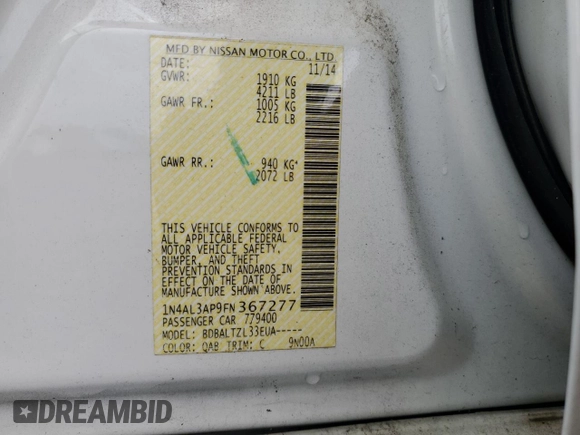 MFD BY NISSAN MOTOR CO., LTD
DATE: 11/14
GVWR: 1910 KG
4211 LB
GAWR FR.: 1005 KG
2216 LB
GAWR RR.: 940 KG*
2072 LB
THIS VEHICLE CONFORMS TO
ALL APPLICABLE FEDERAL
MOTOR VEHICLE SAFETY,
BUMPER, AND THEFT
PREVENTION STANDARDS IN
EFFECT ON THE DATE OF
MANUFACTURE SHOWN ABOVE.
1N4AL3AP9FN367277
PASSENGER CAR 779400
MODEL: BDBALTZL33EUA-----
COLOR: QAB TRIM: C 9N00A
DREAMBID